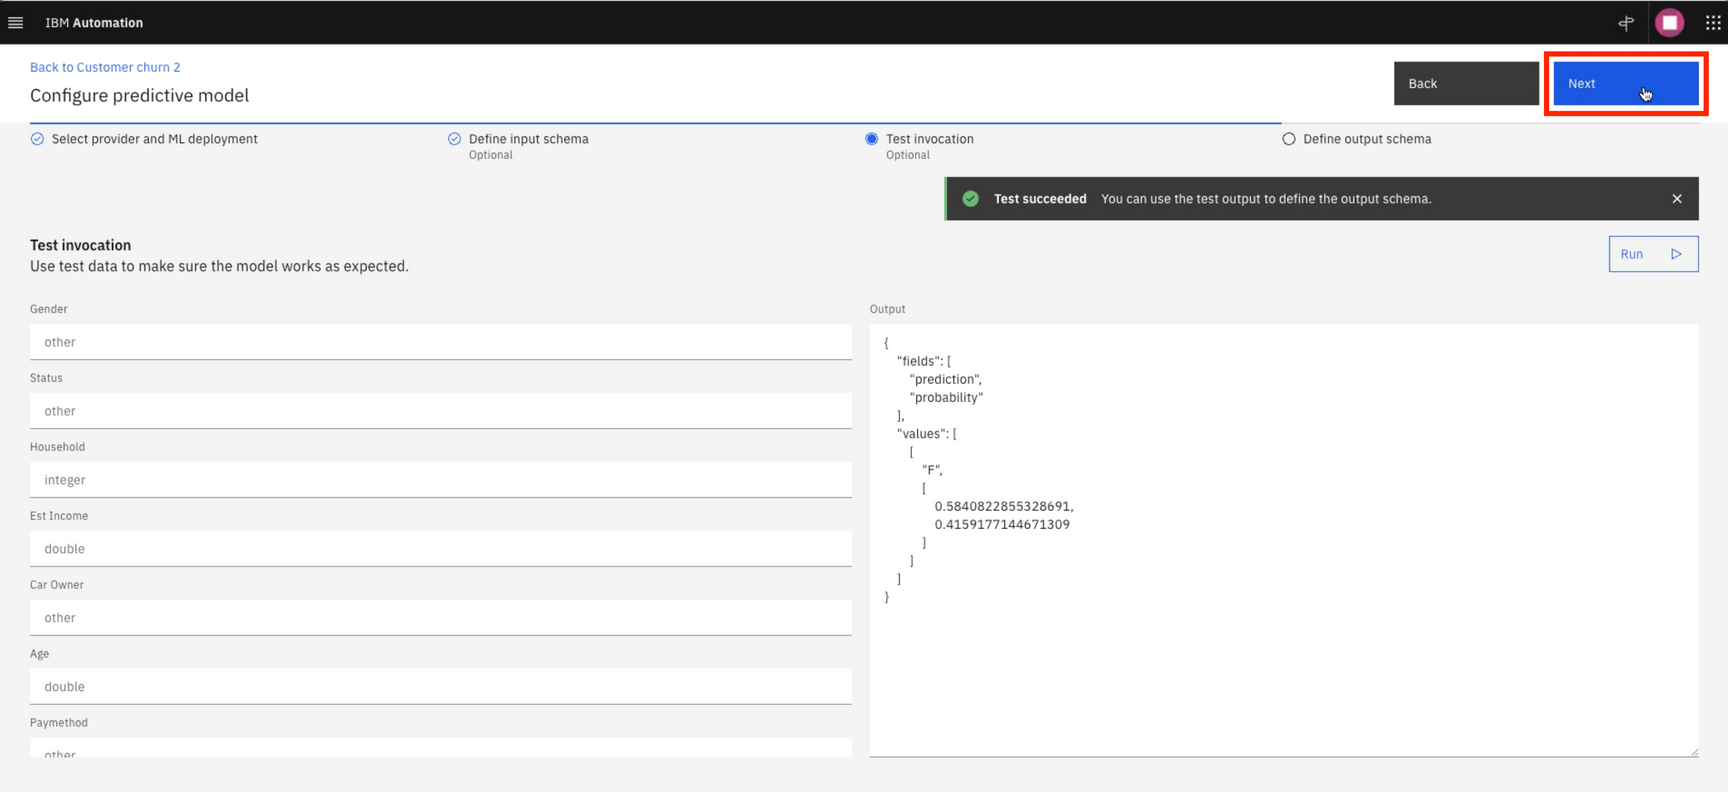 IBM Automation
Back to Customer churn 2
Configure predictive model
Back
Next
Select provider and ML deployment
Define input schema
Optional
Test invocation
Optional
Define output schema
Test succeeded You can use the test output to define the output schema.
Test invocation
Use test data to make sure the model works as expected.
Run
Gender
other
Status
other
Household
integer
Est Income
double
Car Owner
other
Age
double
Paymethod
other
Output
{
"fields": [
"prediction",
"probability"
],
"values": [
[
"F",
[
0.5840822855328691,
0.4159177144671309
]
]
]
}